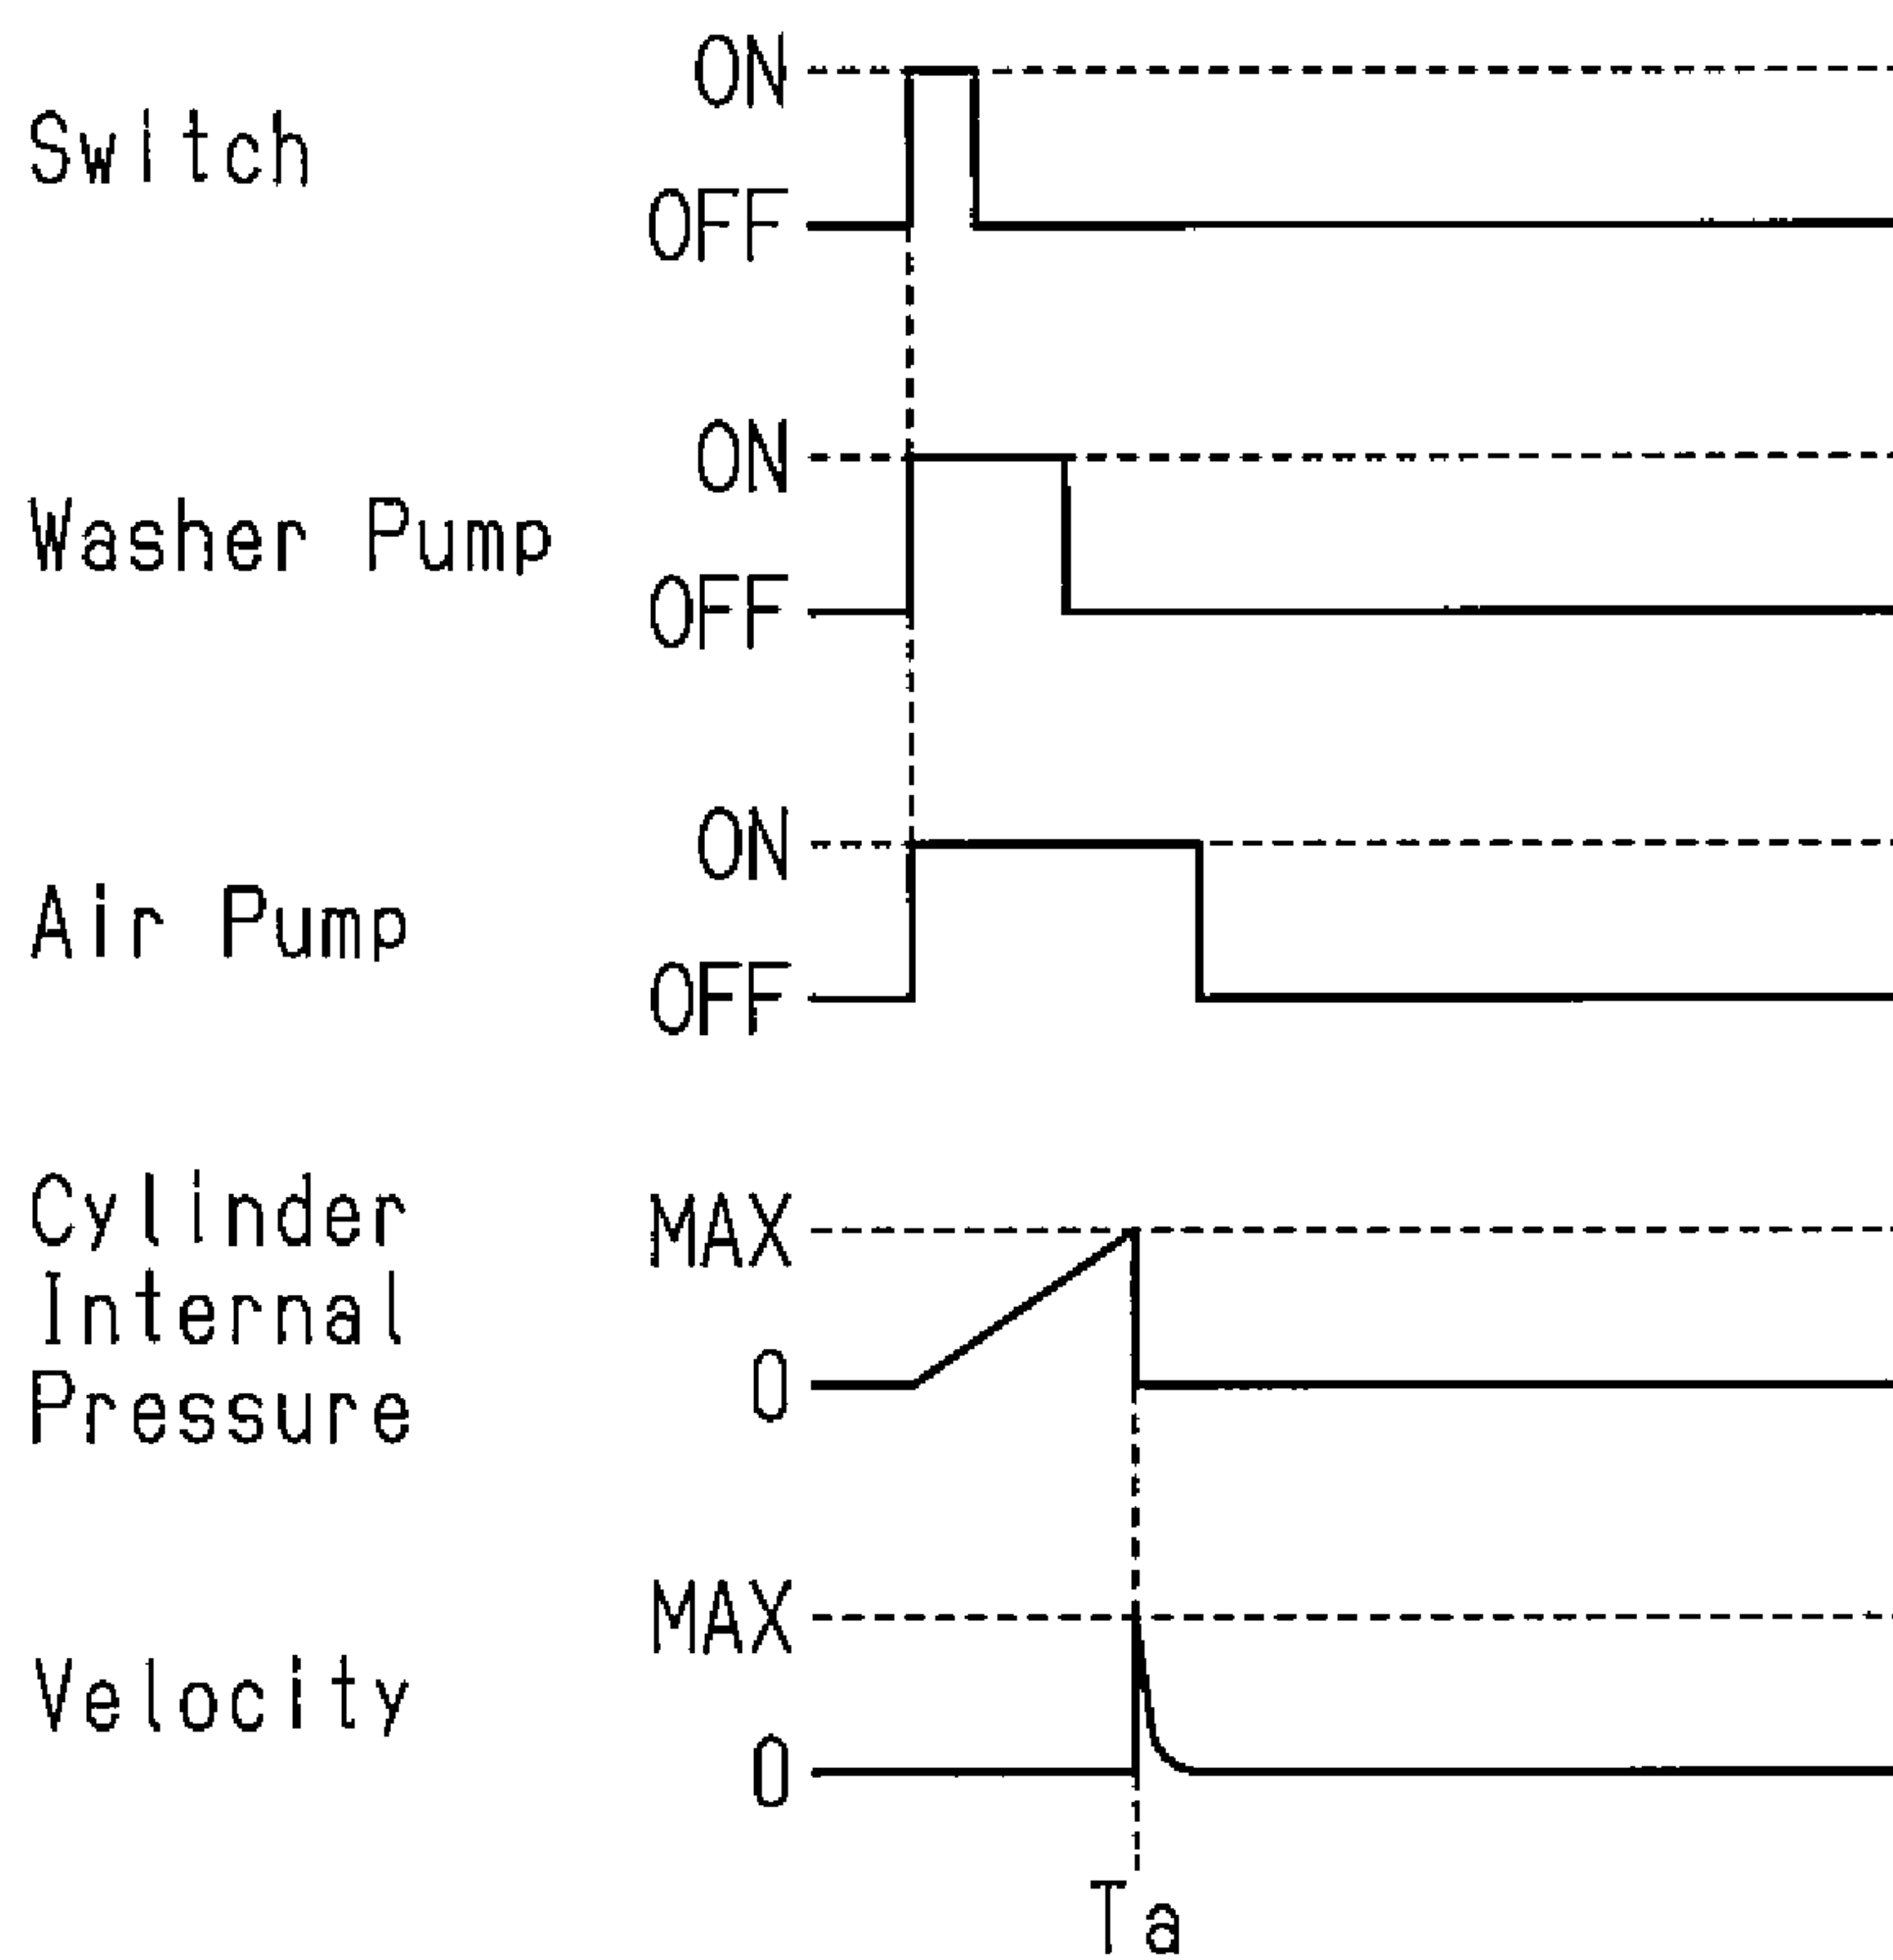 ON
Switch
OFF
ON
Washer Pump
OFF
ON
Air Pump
OFF
Cylinder
Internal
Pressure
MAX
0
MAX
Velocity
0
Ta